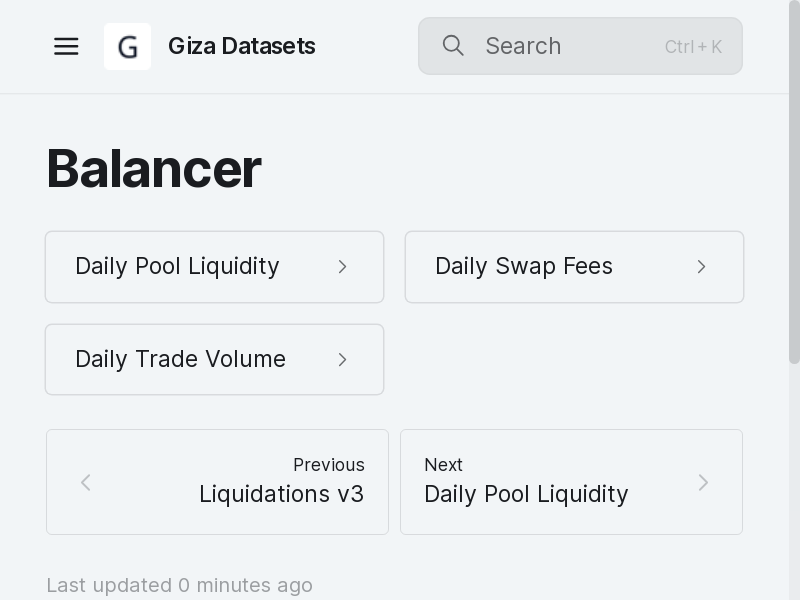 G Giza Datasets
Search Ctrl + K
Balancer
Daily Pool Liquidity
Daily Swap Fees
Daily Trade Volume
Previous
Liquidations v3
Next
Daily Pool Liquidity
Last updated 0 minutes ago